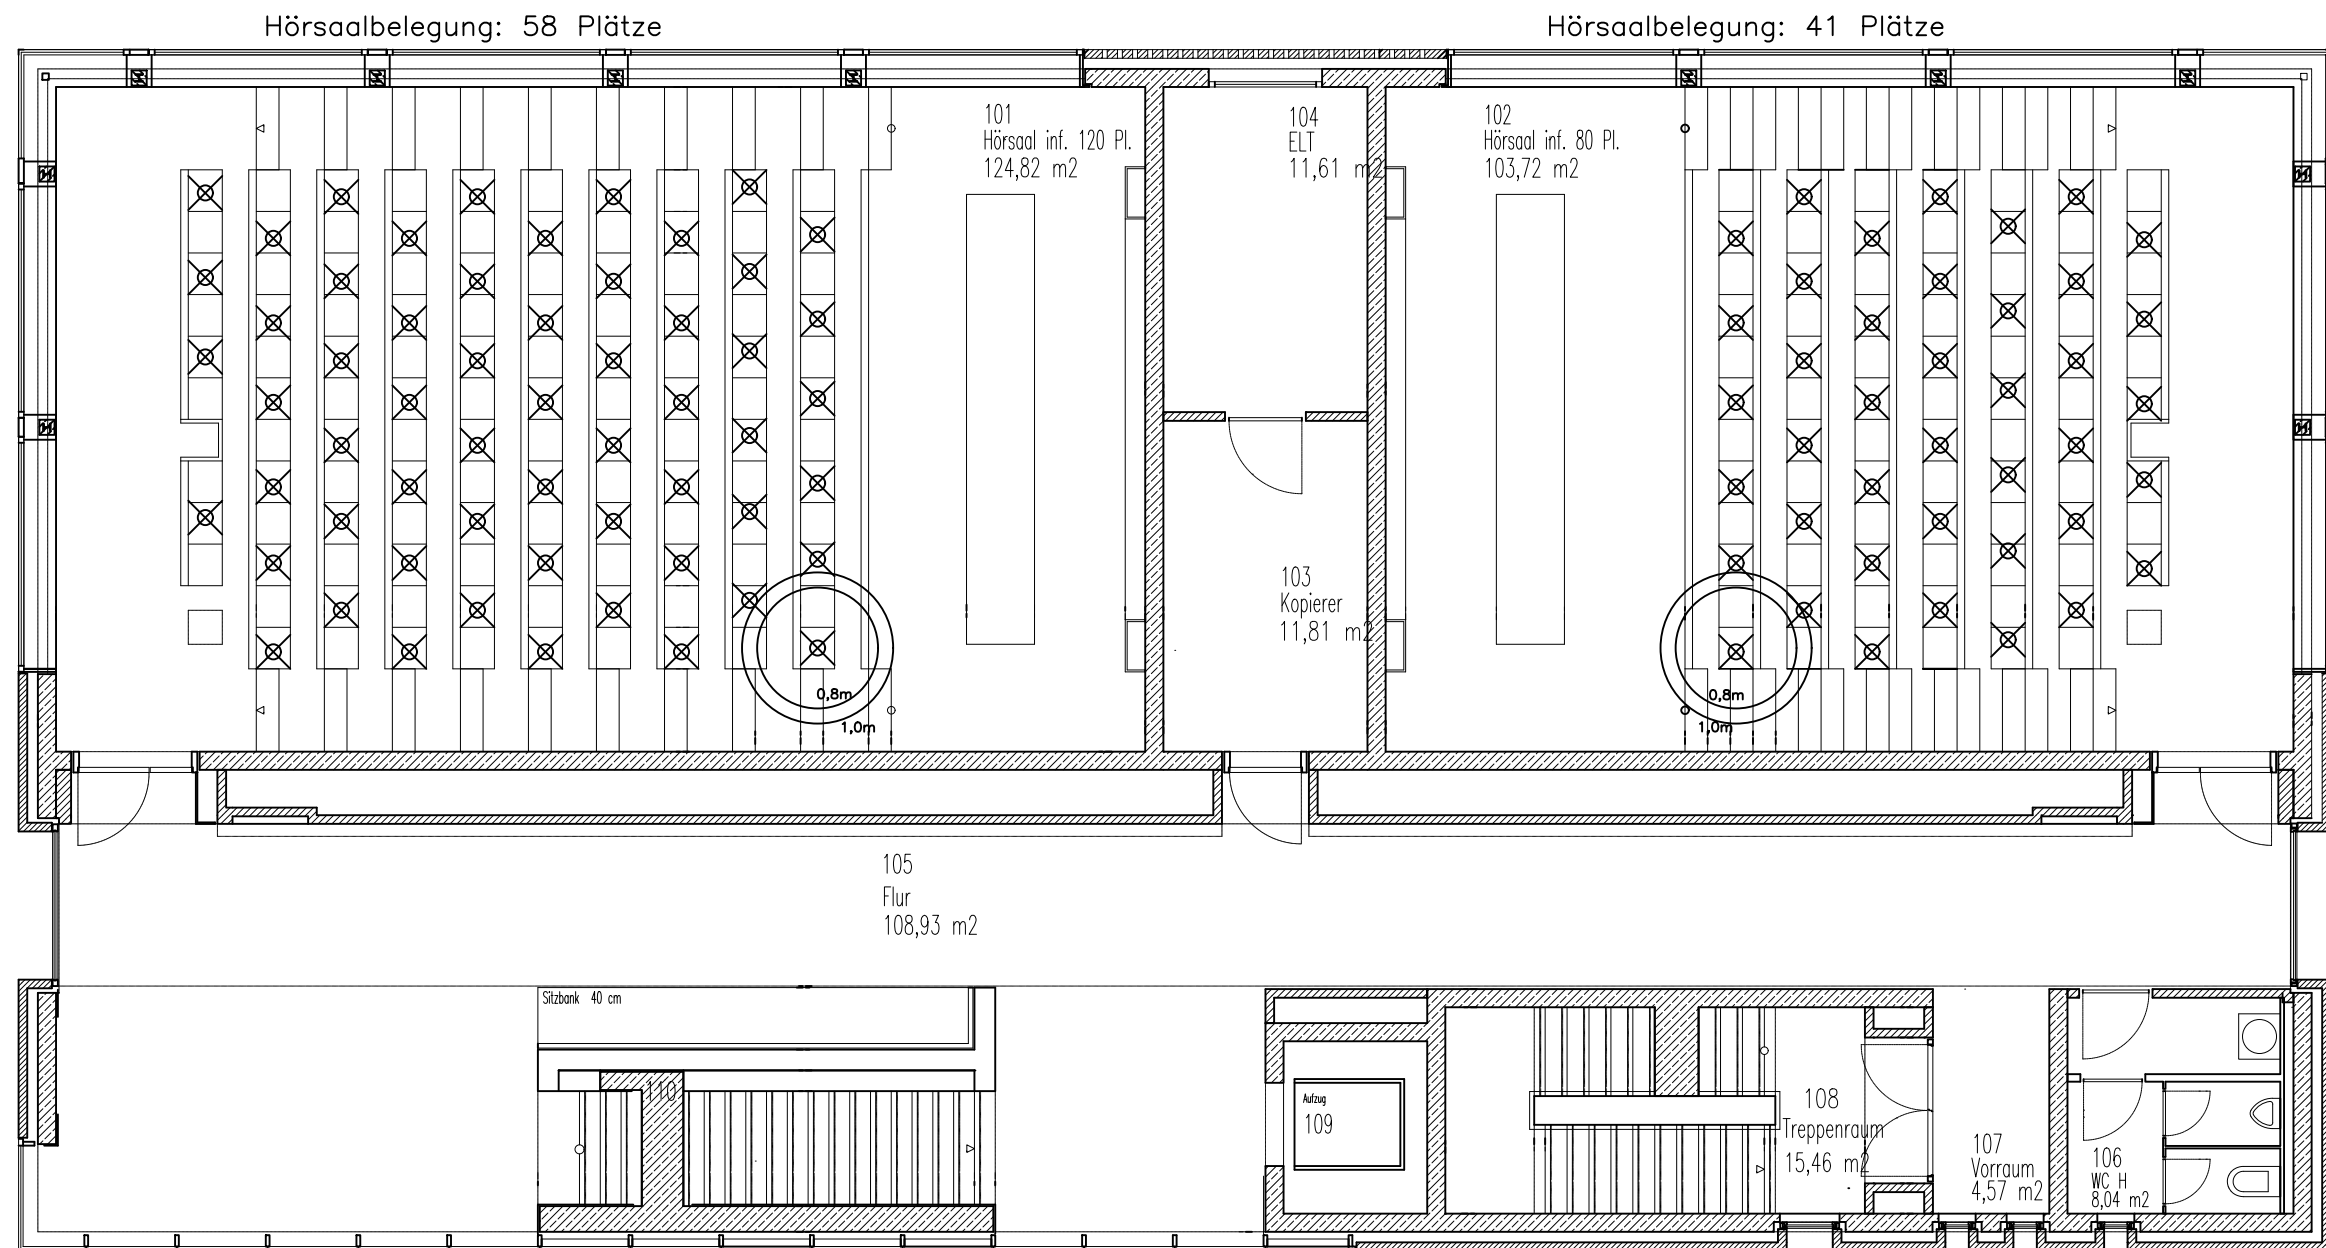 Hörsaalbelegung: 58 Plätze
Hörsaalbelegung: 41 Plätze
101
Hörsaal inf. 120 Pl.
124,82 m2
104
ELT
11,61 m2
102
Hörsaal inf. 80 Pl.
103,72 m2
103
Kopierer
11,81 m2
0,8m
1,0m
0,8m
1,0m
105
Flur
108,93 m2
Sitzbank 40 cm
110
Aufzug
109
108
Treppenraum
15,46 m2
107
Vorraum
4,57 m2
106
WC H
8,04 m2